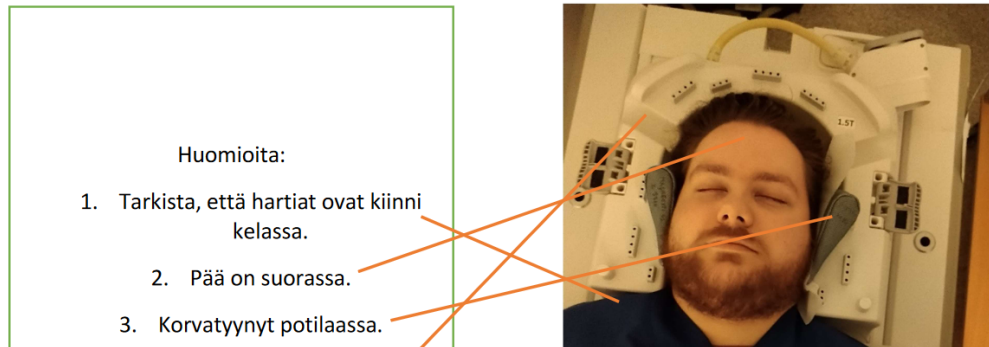 Huomioita:
1. Tarkista, että hartiat ovat kiinni
kelassa.
2. Pää on suorassa.
3. Korvatyynyt potilaassa.
1.5T